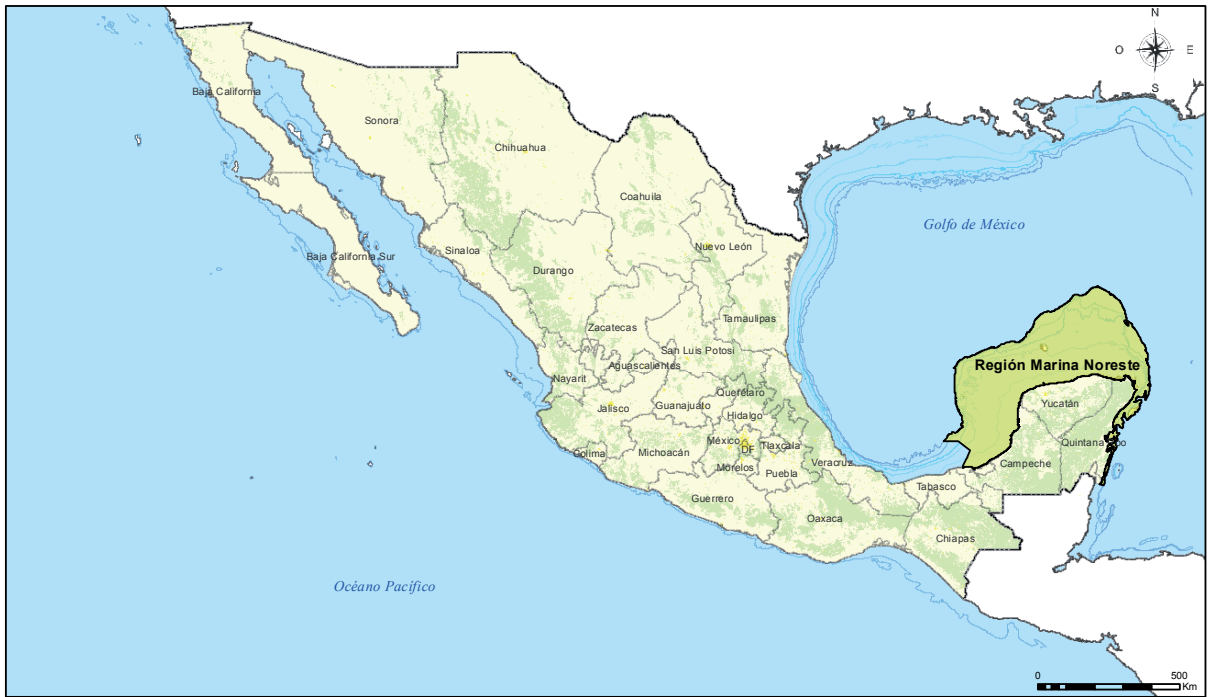 N
O E
S
Baja California
Sonora
Chihuahua
Coahuila
Golfo de México
Nuevo León
Sinaloa
Baja California Sur
Durango
Tamaulipas
Zacatecas
San Luis Potosí
Región Marina Noreste
Aguascalientes
Nayarit
Querétaro
Yucatán
Guanajuato
Jalisco
Hidalgo
México
DF
Tlaxcala
Quintana
Colima
Michoacán
Veracruz
Campeche
Morelos
Puebla
Tabasco
Guerrero
Oaxaca
Chiapas
Océano Pacífico
0 500
Km